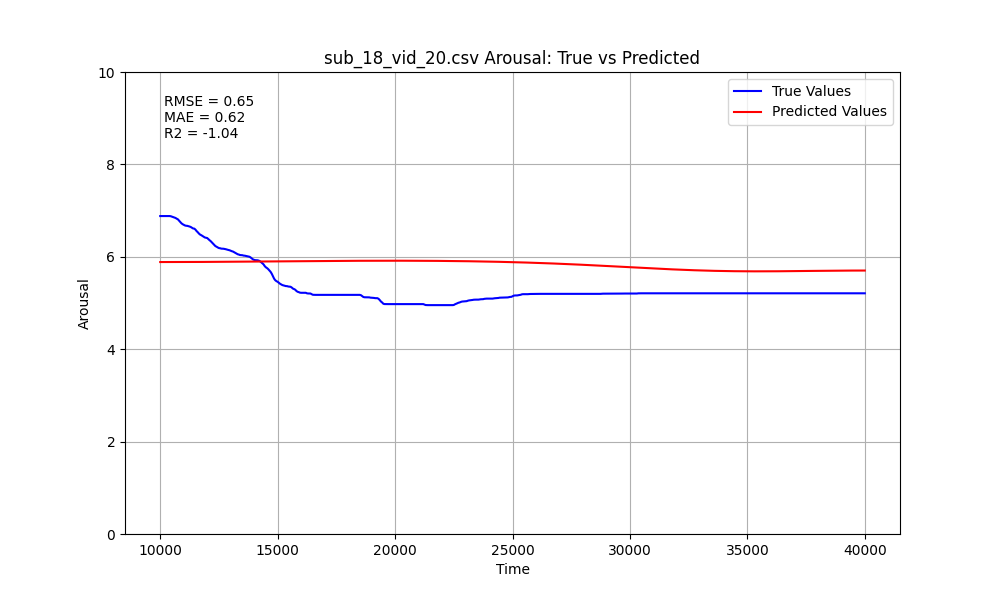 sub_18_vid_20.csv Arousal: True vs Predicted
RMSE = 0.65
MAE = 0.62
R2 = -1.04
True Values
Predicted Values
Arousal
10
8
6
4
2
0
10000 15000 20000 25000 30000 35000 40000
Time